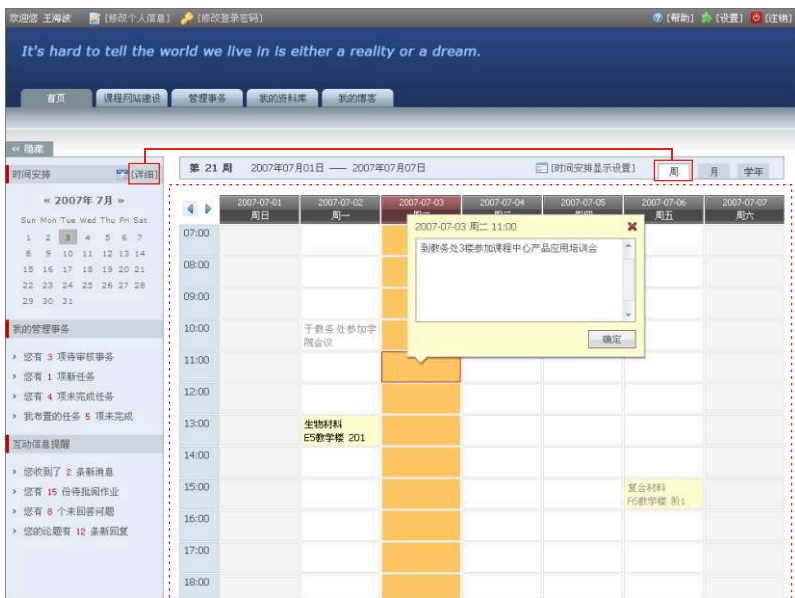 欢迎您 王海波 [修改个人信息] [修改登录密码] [帮助] [设置] [注销]
It's hard to tell the world we live in is either a reality or a dream.
首页 课程网站建设 管理事务 我的资料库 我的博客
<< 隐藏
时间安排 [详细]
第 21 周 2007年07月01日 —— 2007年07月07日 [时间安排显示设置] 周 月 学年
« 2007年 7月 »
Sun Mon Tue Wed Thu Fri Sat
1 2 3 4 5 6 7
8 9 10 11 12 13 14
15 16 17 18 19 20 21
22 23 24 25 26 27 28
29 30 31
我的管理事务
> 您有 3 项待审核事务
> 您有 1 项新任务
> 您有 4 项未完成任务
> 我布置的任务 5 项未完成
互动信息提醒
> 您收到了 2 条新消息
> 您有 15 份待批阅作业
> 您有 8 个未回答问题
> 您的论题有 12 条新回复
2007-07-01 2007-07-02 2007-07-03 2007-07-04 2007-07-05 2007-07-06 2007-07-07
周日 周一 周五 周六
2007-07-03 周二 11:00
到教务处3楼参加课程中心产品应用培训会
确定
07:00
08:00
09:00
10:00 于教务处参加学
院会议
11:00
12:00
13:00 生物材料
E5教学楼 201
14:00
15:00 复合材料
F6教学楼 阶1
16:00
17:00
18:00